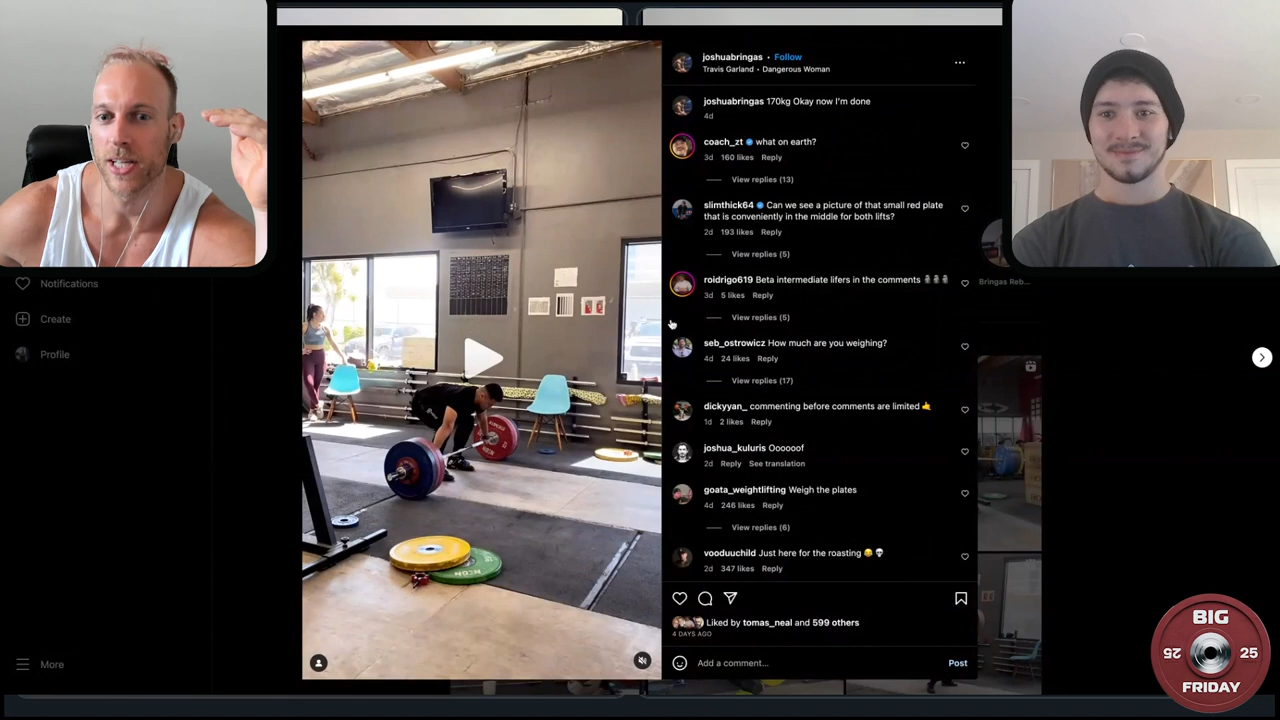 joshuabringas • Follow
Travis Garland • Dangerous Woman
joshuabringas 170kg Okay now I'm done
4d
coach_zt what on earth?
3d 160 likes Reply
View replies (13)
slimthick64 Can we see a picture of that small red plate
that is conveniently in the middle for both lifts?
2d 193 likes Reply
View replies (5)
roidrigo619 Beta intermediate lifers in the comments 🗿🗿🗿
3d 5 likes Reply
View replies (5)
seb_ostrowicz How much are you weighing?
4d 24 likes Reply
View replies (17)
dickyyan_ commenting before comments are limited 🤙
1d 2 likes Reply
joshua_kuluris Oooooof
2d Reply See translation
goata_weightlifting Weigh the plates
4d 246 likes Reply
View replies (6)
vooduuchild Just here for the roasting 😂 💀
2d 347 likes Reply
Liked by tomas_neal and 599 others
4 DAYS AGO
Add a comment... Post
Notifications
Create
Profile
More
Bringas Reb...
BIG
25 25
FRIDAY